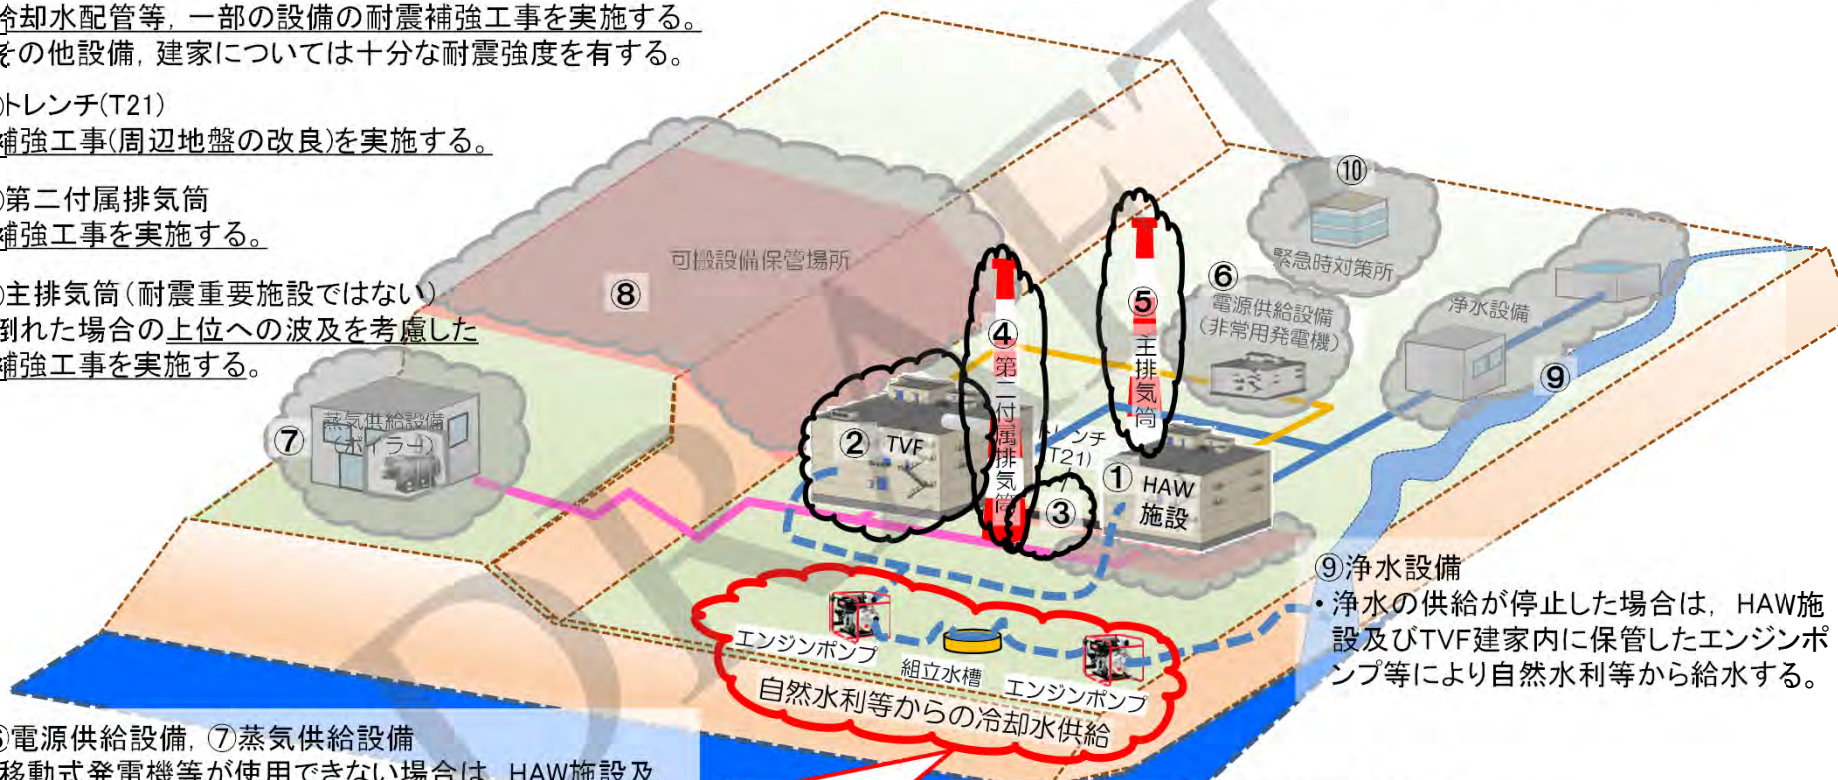 冷却水配管等，一部の設備の耐震補強工事を実施する。
その他設備，建家については十分な耐震強度を有する。
トレンチ(T21)
補強工事(周辺地盤の改良)を実施する。
第二付属排気筒
補強工事を実施する。
主排気筒（耐震重要施設ではない）
倒れた場合の上位への波及を考慮した
補強工事を実施する。
⑩
緊急時対策所
可搬設備保管場所
⑧
⑥
電源供給設備
（非常用発電機）
浄水設備
⑨
⑤
主排気筒
④
第二付属排気筒
⑦
蒸気供給設備
（ボイラー）
② TVF
トレンチ
(T21)
③
① HAW
施設
⑨浄水設備
・浄水の供給が停止した場合は，HAW施
設及びTVF建家内に保管したエンジンポ
ンプ等により自然水利等から給水する。
エンジンポンプ
組立水槽
エンジンポンプ
自然水利等からの冷却水供給
⑥電源供給設備，⑦蒸気供給設備
移動式発電機等が使用できない場合は，HAW施設及
DRAFT